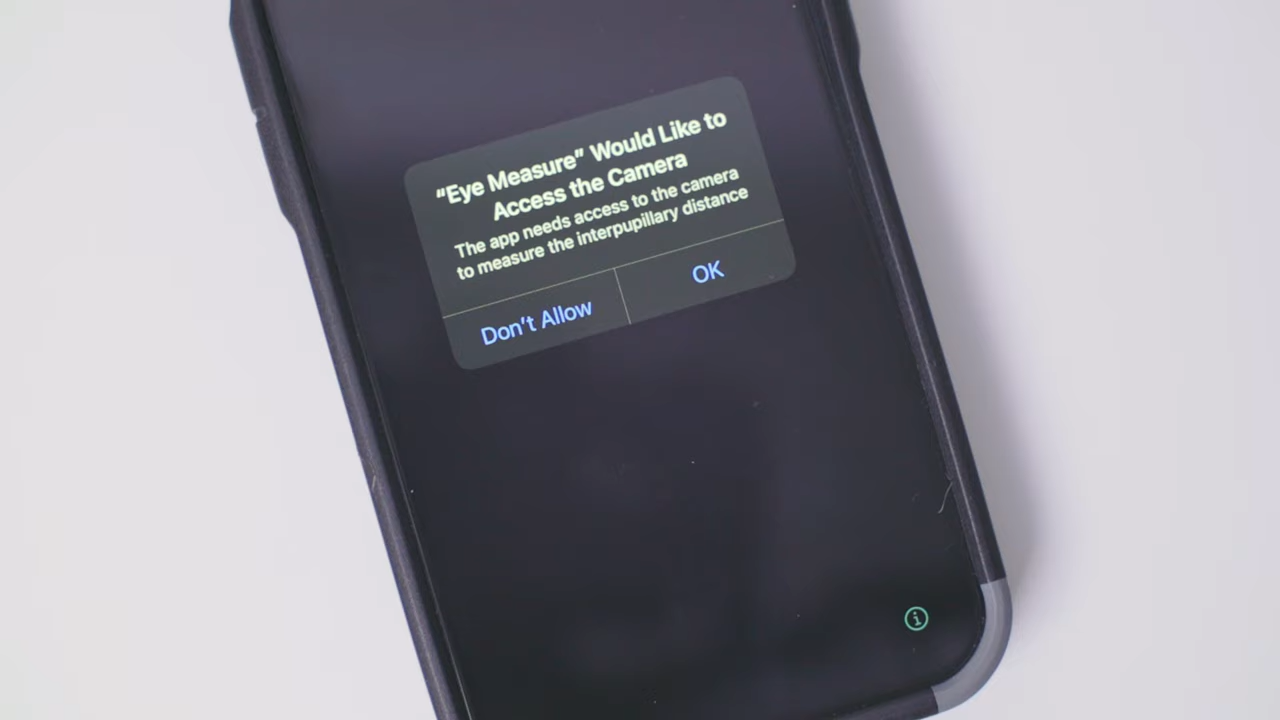 “Eye Measure” Would Like to
Access the Camera
The app needs access to the camera
to measure the interpupillary distance
Don’t Allow
OK